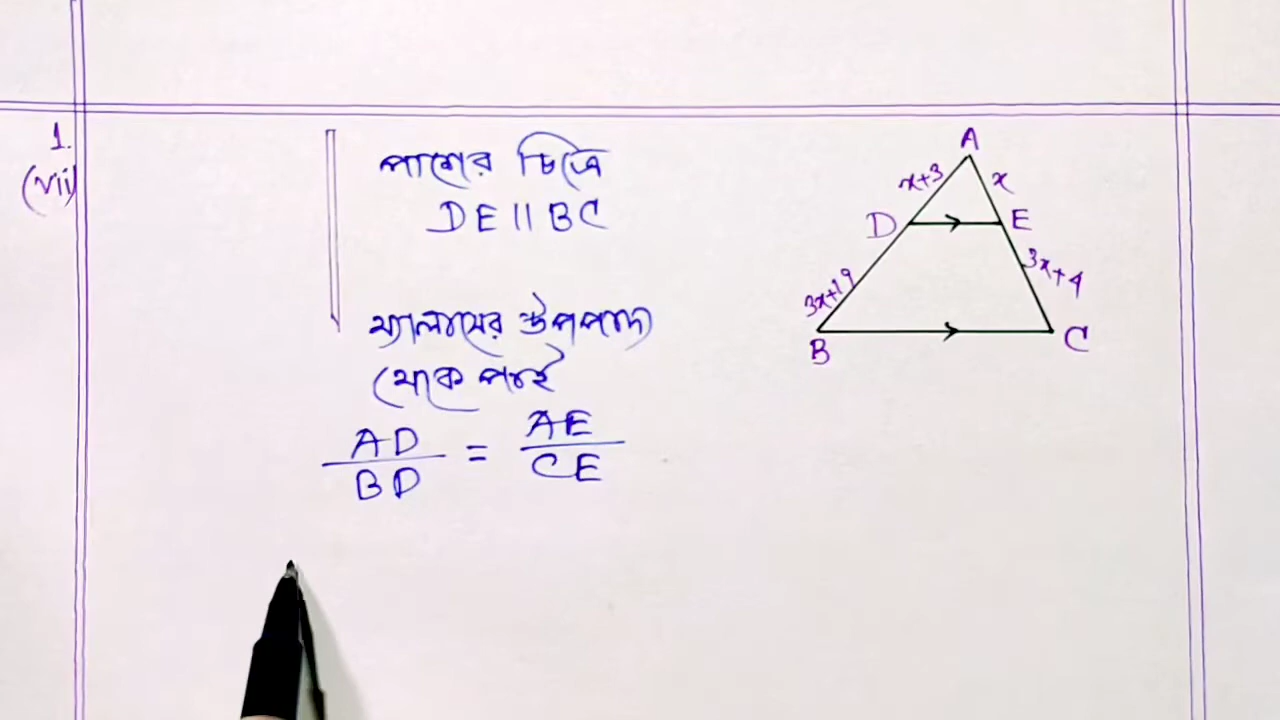 1.
(vii)
পাশের চিত্রে
DE||BC
থ্যালাসের উপপাদ্য
থেকে পাই
AD/BD = AE/CE
A
x+3
x
D
E
3x+19
3x+4
B
C